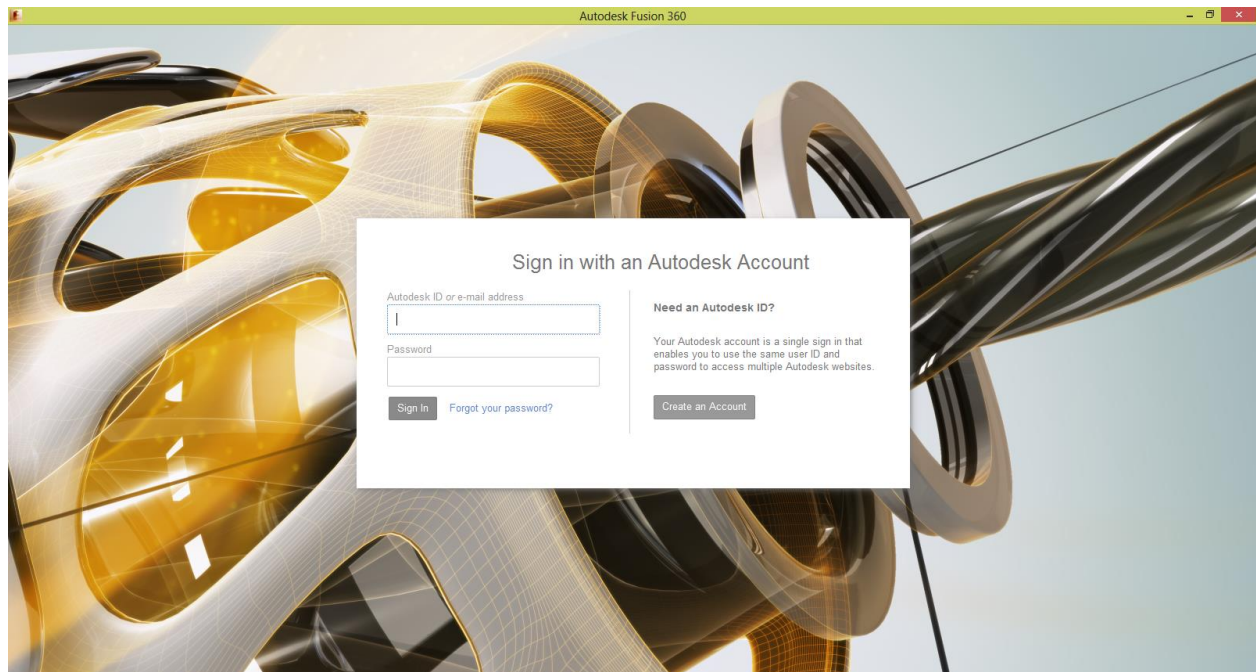 Autodesk Fusion 360
Sign in with an Autodesk Account
Autodesk ID or e-mail address
Password
Sign In
Forgot your password?
Need an Autodesk ID?
Your Autodesk account is a single sign in that
enables you to use the same user ID and
password to access multiple Autodesk websites.
Create an Account